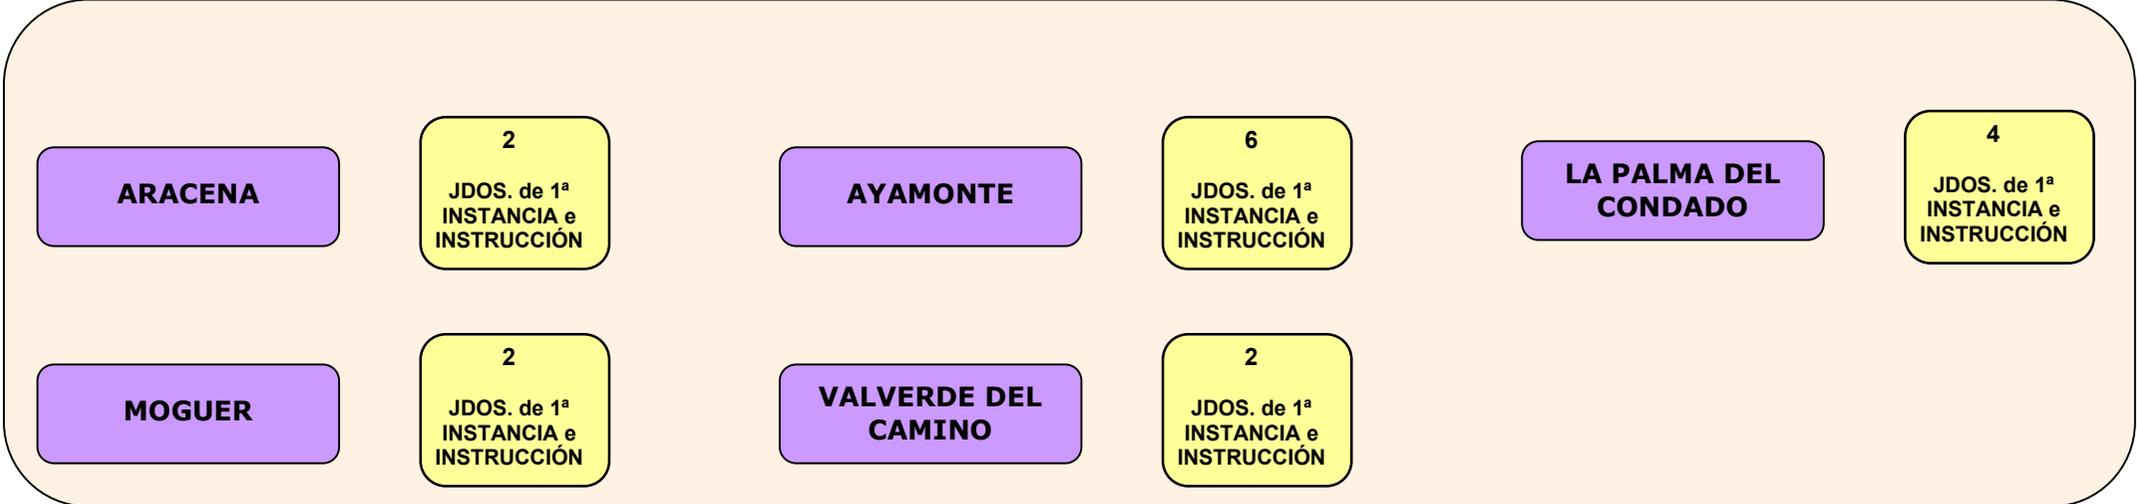 ARACENA
2
JDOS. de 1ª
INSTANCIA e
INSTRUCCIÓN
AYAMONTE
6
JDOS. de 1ª
INSTANCIA e
INSTRUCCIÓN
LA PALMA DEL
CONDADO
4
JDOS. de 1ª
INSTANCIA e
INSTRUCCIÓN
MOGUER
2
JDOS. de 1ª
INSTANCIA e
INSTRUCCIÓN
VALVERDE DEL
CAMINO
2
JDOS. de 1ª
INSTANCIA e
INSTRUCCIÓN